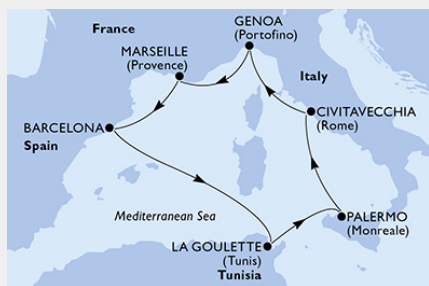 GENOA
(Portofino)
France
MARSEILLE
(Provence)
Italy
CIVITAVECCHIA
(Rome)
BARCELONA
Spain
Mediterranean Sea
PALERMO
(Monreale)
LA GOULETTE
(Tunis)
Tunisia